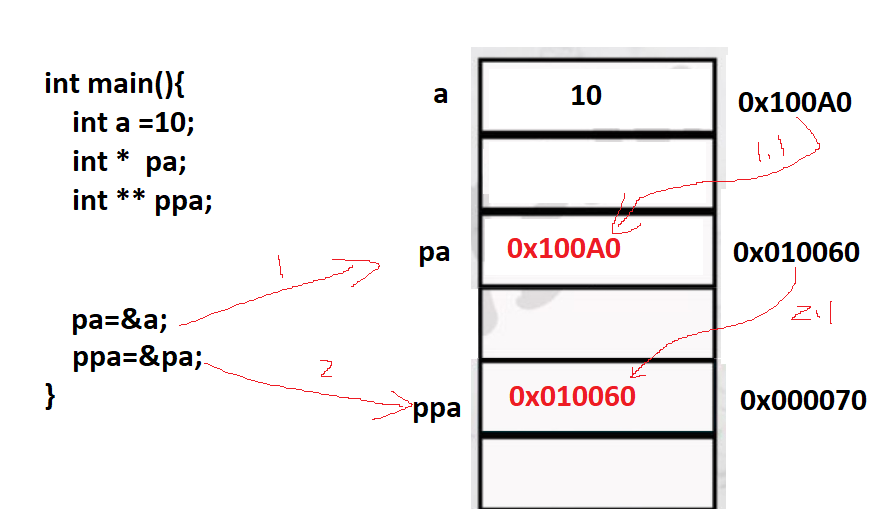 int main(){
int a =10;
int * pa;
int ** ppa;
pa=&a;
ppa=&pa;
}
1
2
a
10
0x100A0
1.1
pa
0x100A0
0x010060
2.1
ppa
0x010060
0x000070